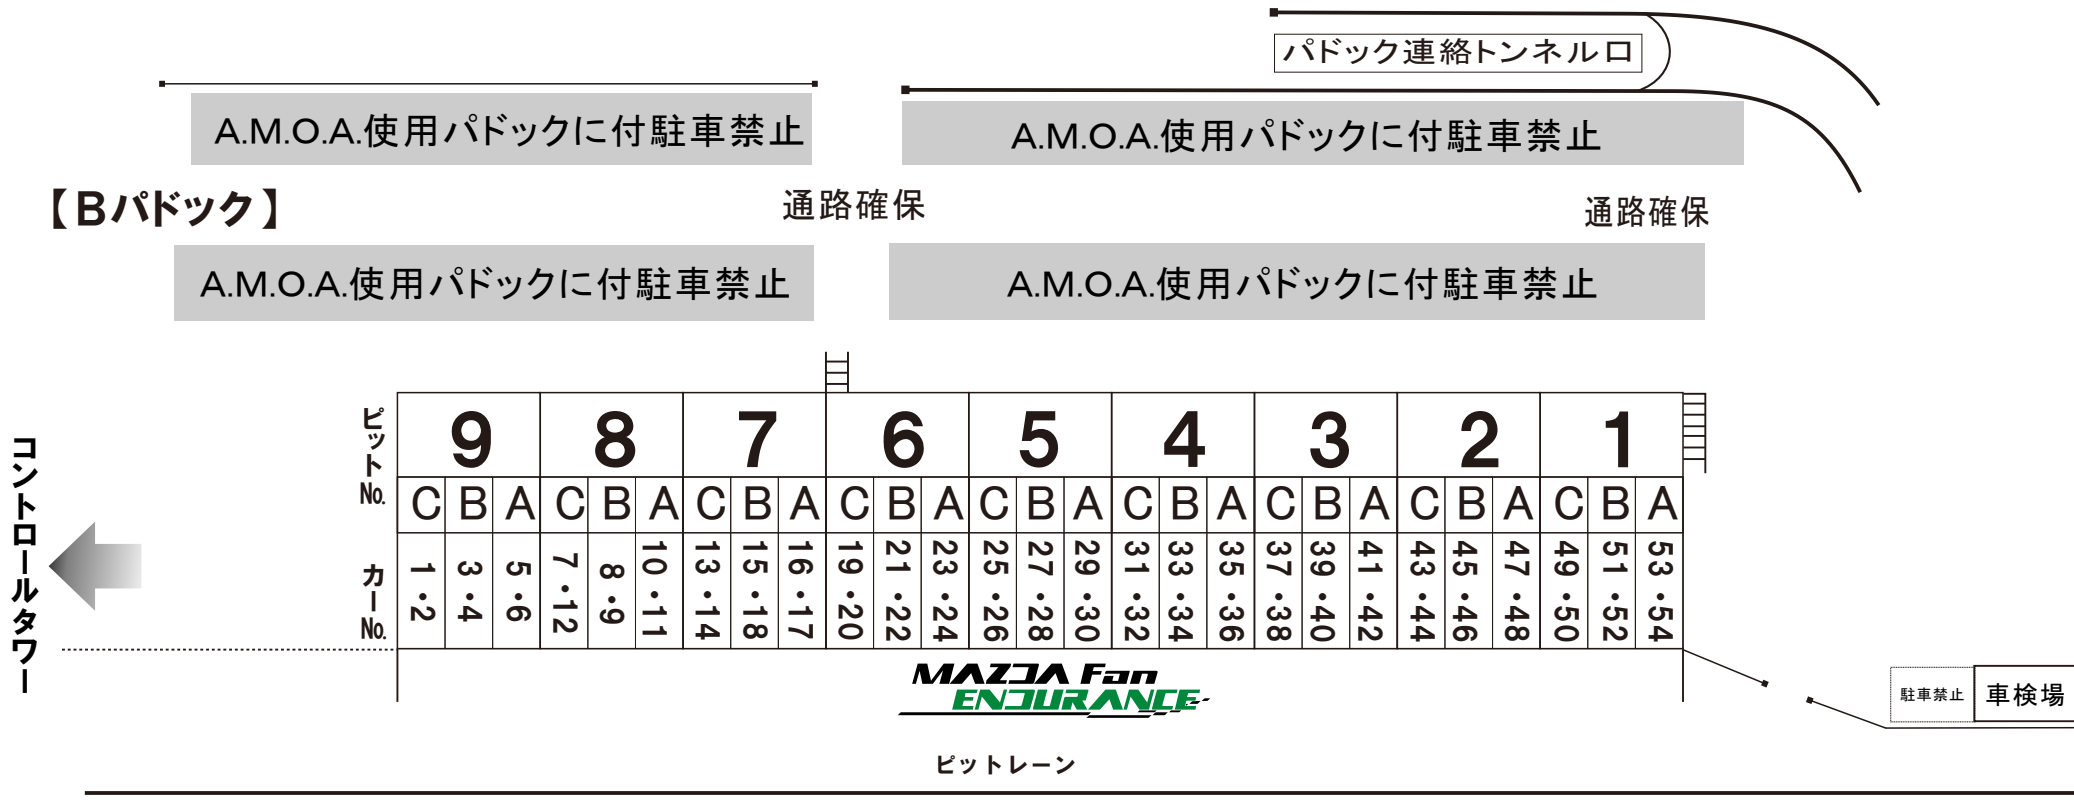 パドック連絡トンネル口
A.M.O.A.使用パドックに付駐車禁止
A.M.O.A.使用パドックに付駐車禁止
【Bパドック】
通路確保
通路確保
A.M.O.A.使用パドックに付駐車禁止
A.M.O.A.使用パドックに付駐車禁止
コントロールタワー
ピットNo.
9 8 7 6 5 4 3 2 1
C B A C B A C B A C B A C B A C B A C B A C B A C B A
カーNo.
1・2
3・4
5・6
7・12
8・9
10・11
13・14
15・18
16・17
19・20
21・22
23・24
25・26
27・28
29・30
31・32
33・34
35・36
37・38
39・40
41・42
43・44
45・46
47・48
49・50
51・52
53・54
MAZDA Fan
ENDURANCE
駐車禁止
車検場
ピットレーン